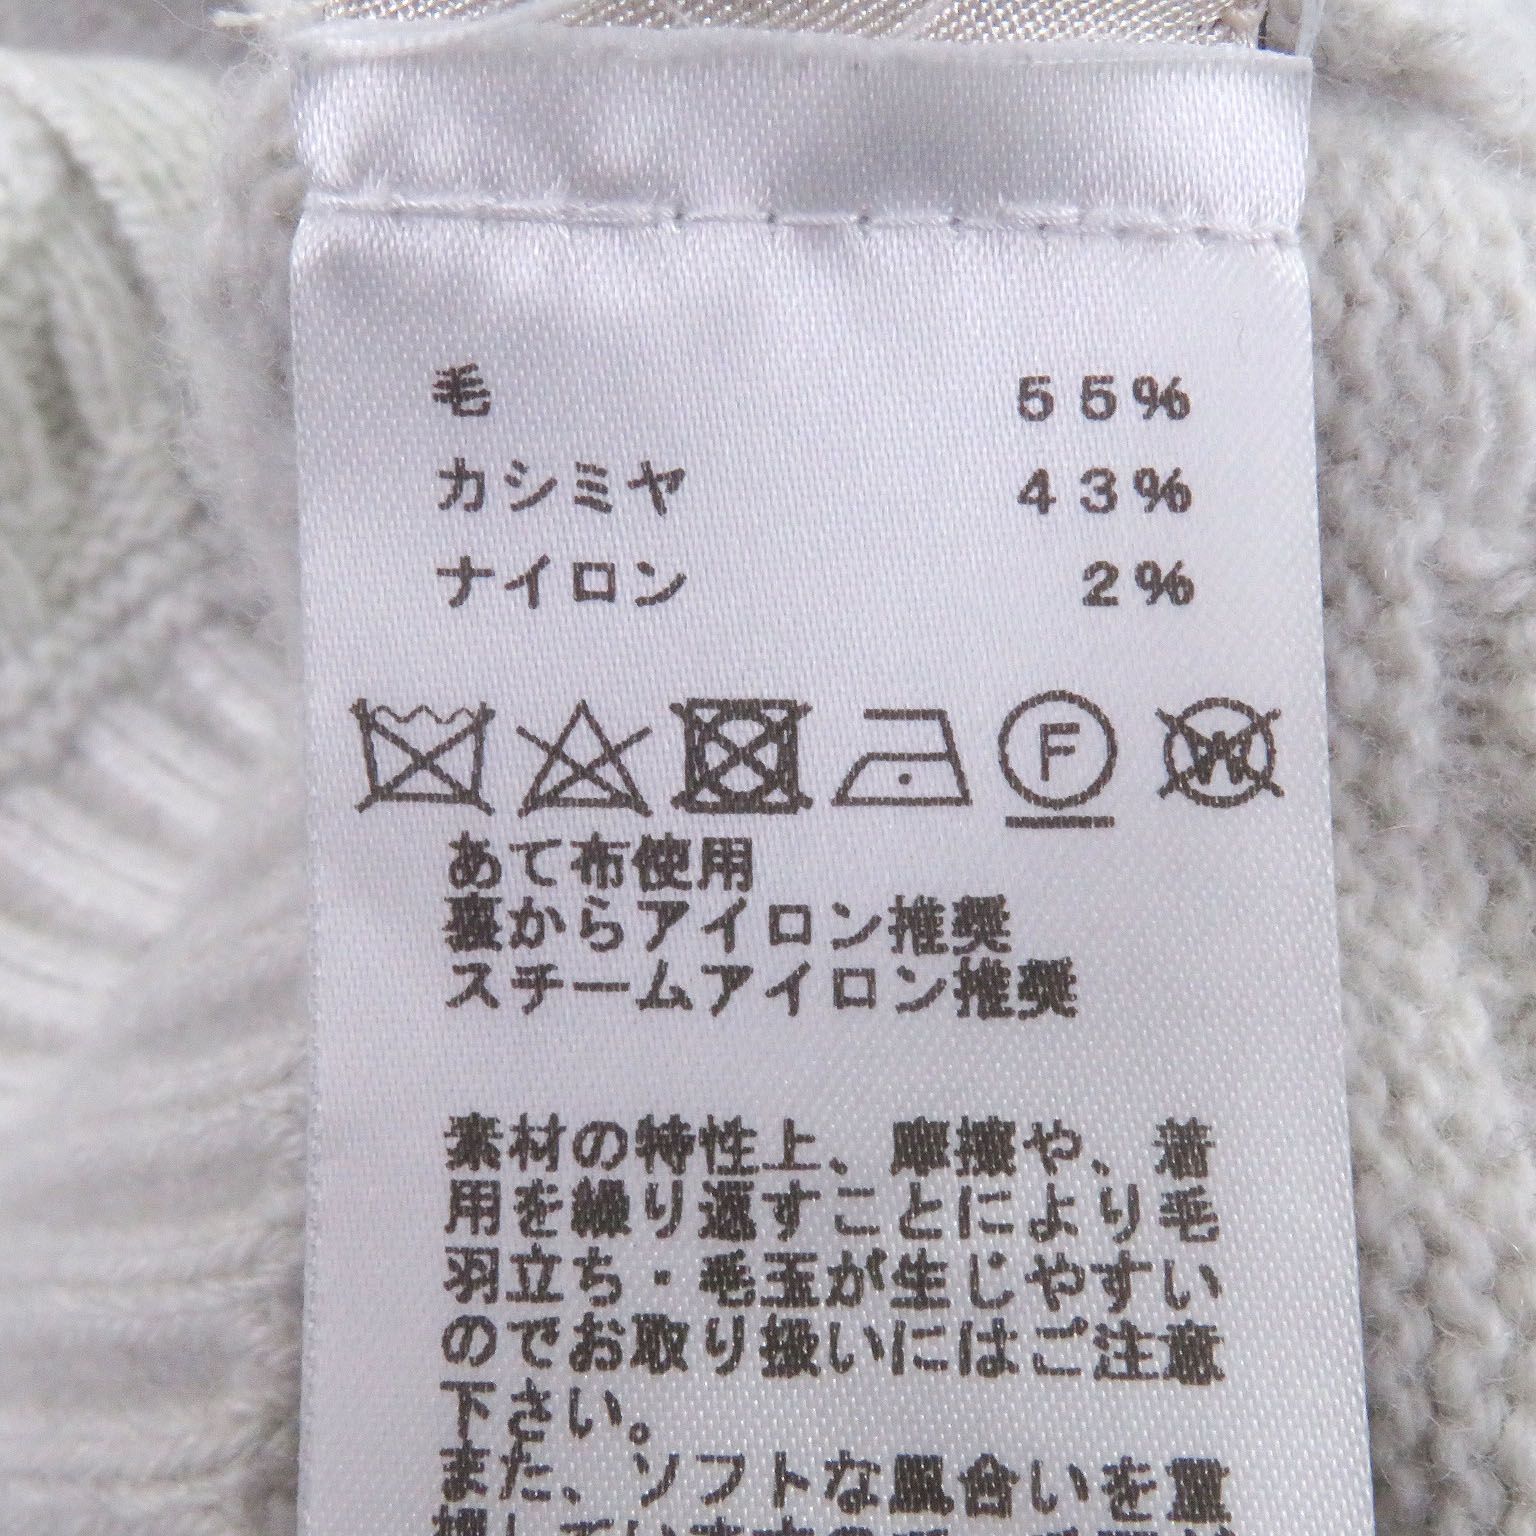 毛 55%
カシミヤ 43%
ナイロン 2%
F W
あて布使用
裏からアイロン推奨
スチームアイロン推奨
素材の特性上、摩擦や、着
用を繰り返すことにより毛
羽立ち・毛玉が生じやすい
のでお取り扱いにはご注意
下さい。
また、ソフトな風合いを重